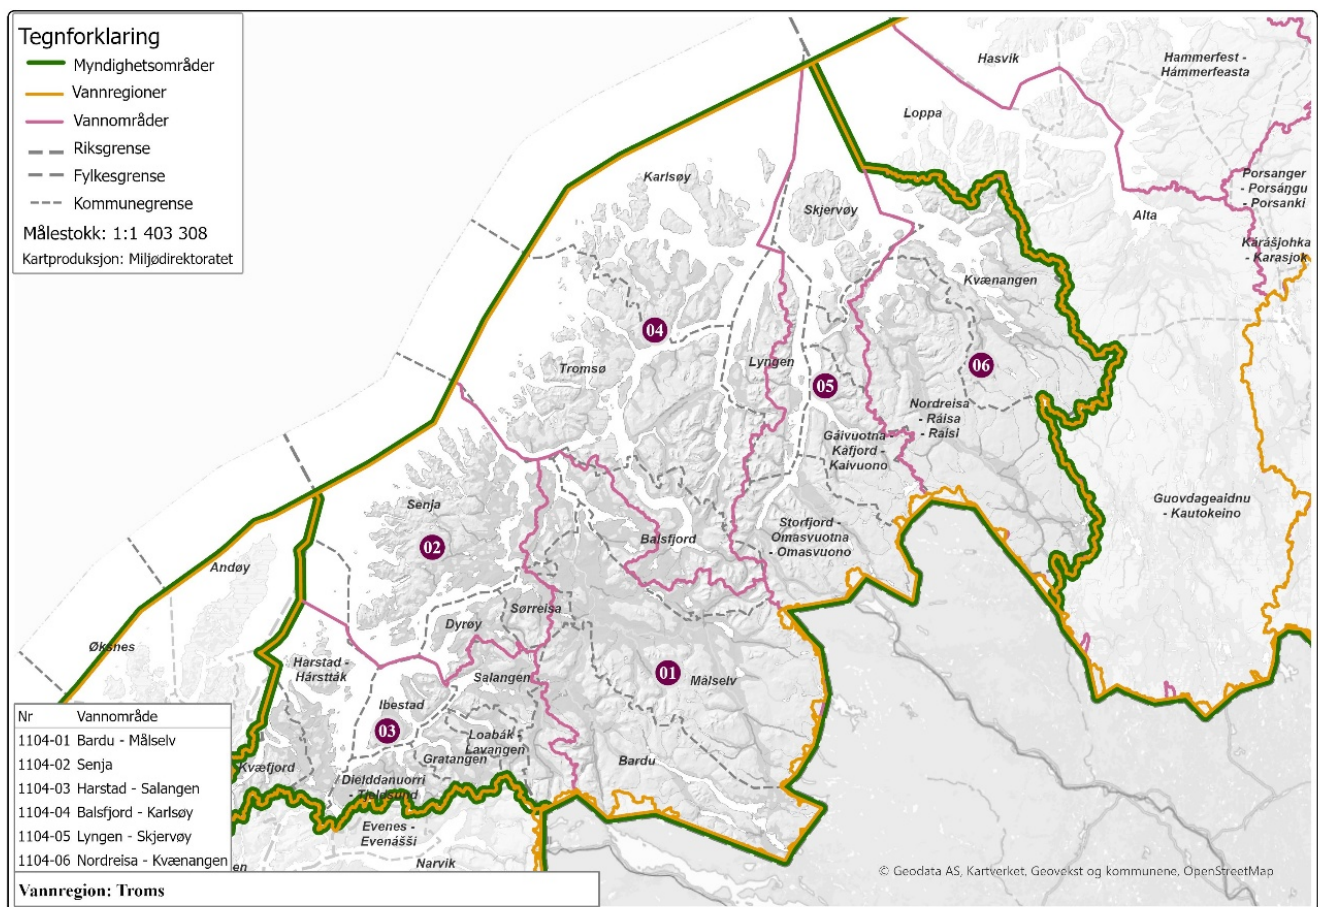 Tegnforklaring
Myndighetsområder
Vannregioner
Vannområder
Riksgrense
Fylkesgrense
Kommunegrense
Målestokk: 1:1 403 308
Kartproduksjon: Miljødirektoratet
Hasvik
Hammerfest -
Hámmerfeasta
Loppa
Porsanger
- Porsáŋgu
- Porsanki
Alta
Kárášjohka
- Karasjok
Karlsøy
Skjervøy
Kvænangen
04
Tromsø
Lyngen
05
06
Nordreisa
- Ráisa
- Raisi
Gáivuotna -
Kåfjord -
Kaivuono
Guovdageaidnu
- Kautokeino
Senja
02
Storfjord -
Omasvuotna
- Omasvuono
Balsfjord
Andøy
Sørreisa
Dyrøy
Øksnes
Harstad -
Hárstták
Salangen
01
Målselv
Ibestad
03
Loabák -
Lavangen
Gratangen
Bardu
Kvæfjord
Dielddanuorri
- Tjeldsund
Evenes -
Evenášši
Narvik
en
Nr Vannområde
1104-01 Bardu - Målselv
1104-02 Senja
1104-03 Harstad - Salangen
1104-04 Balsfjord - Karlsøy
1104-05 Lyngen - Skjervøy
1104-06 Nordreisa - Kvænangen
Vannregion: Troms
© Geodata AS, Kartverket, Geovekst og kommunene, OpenStreetMap